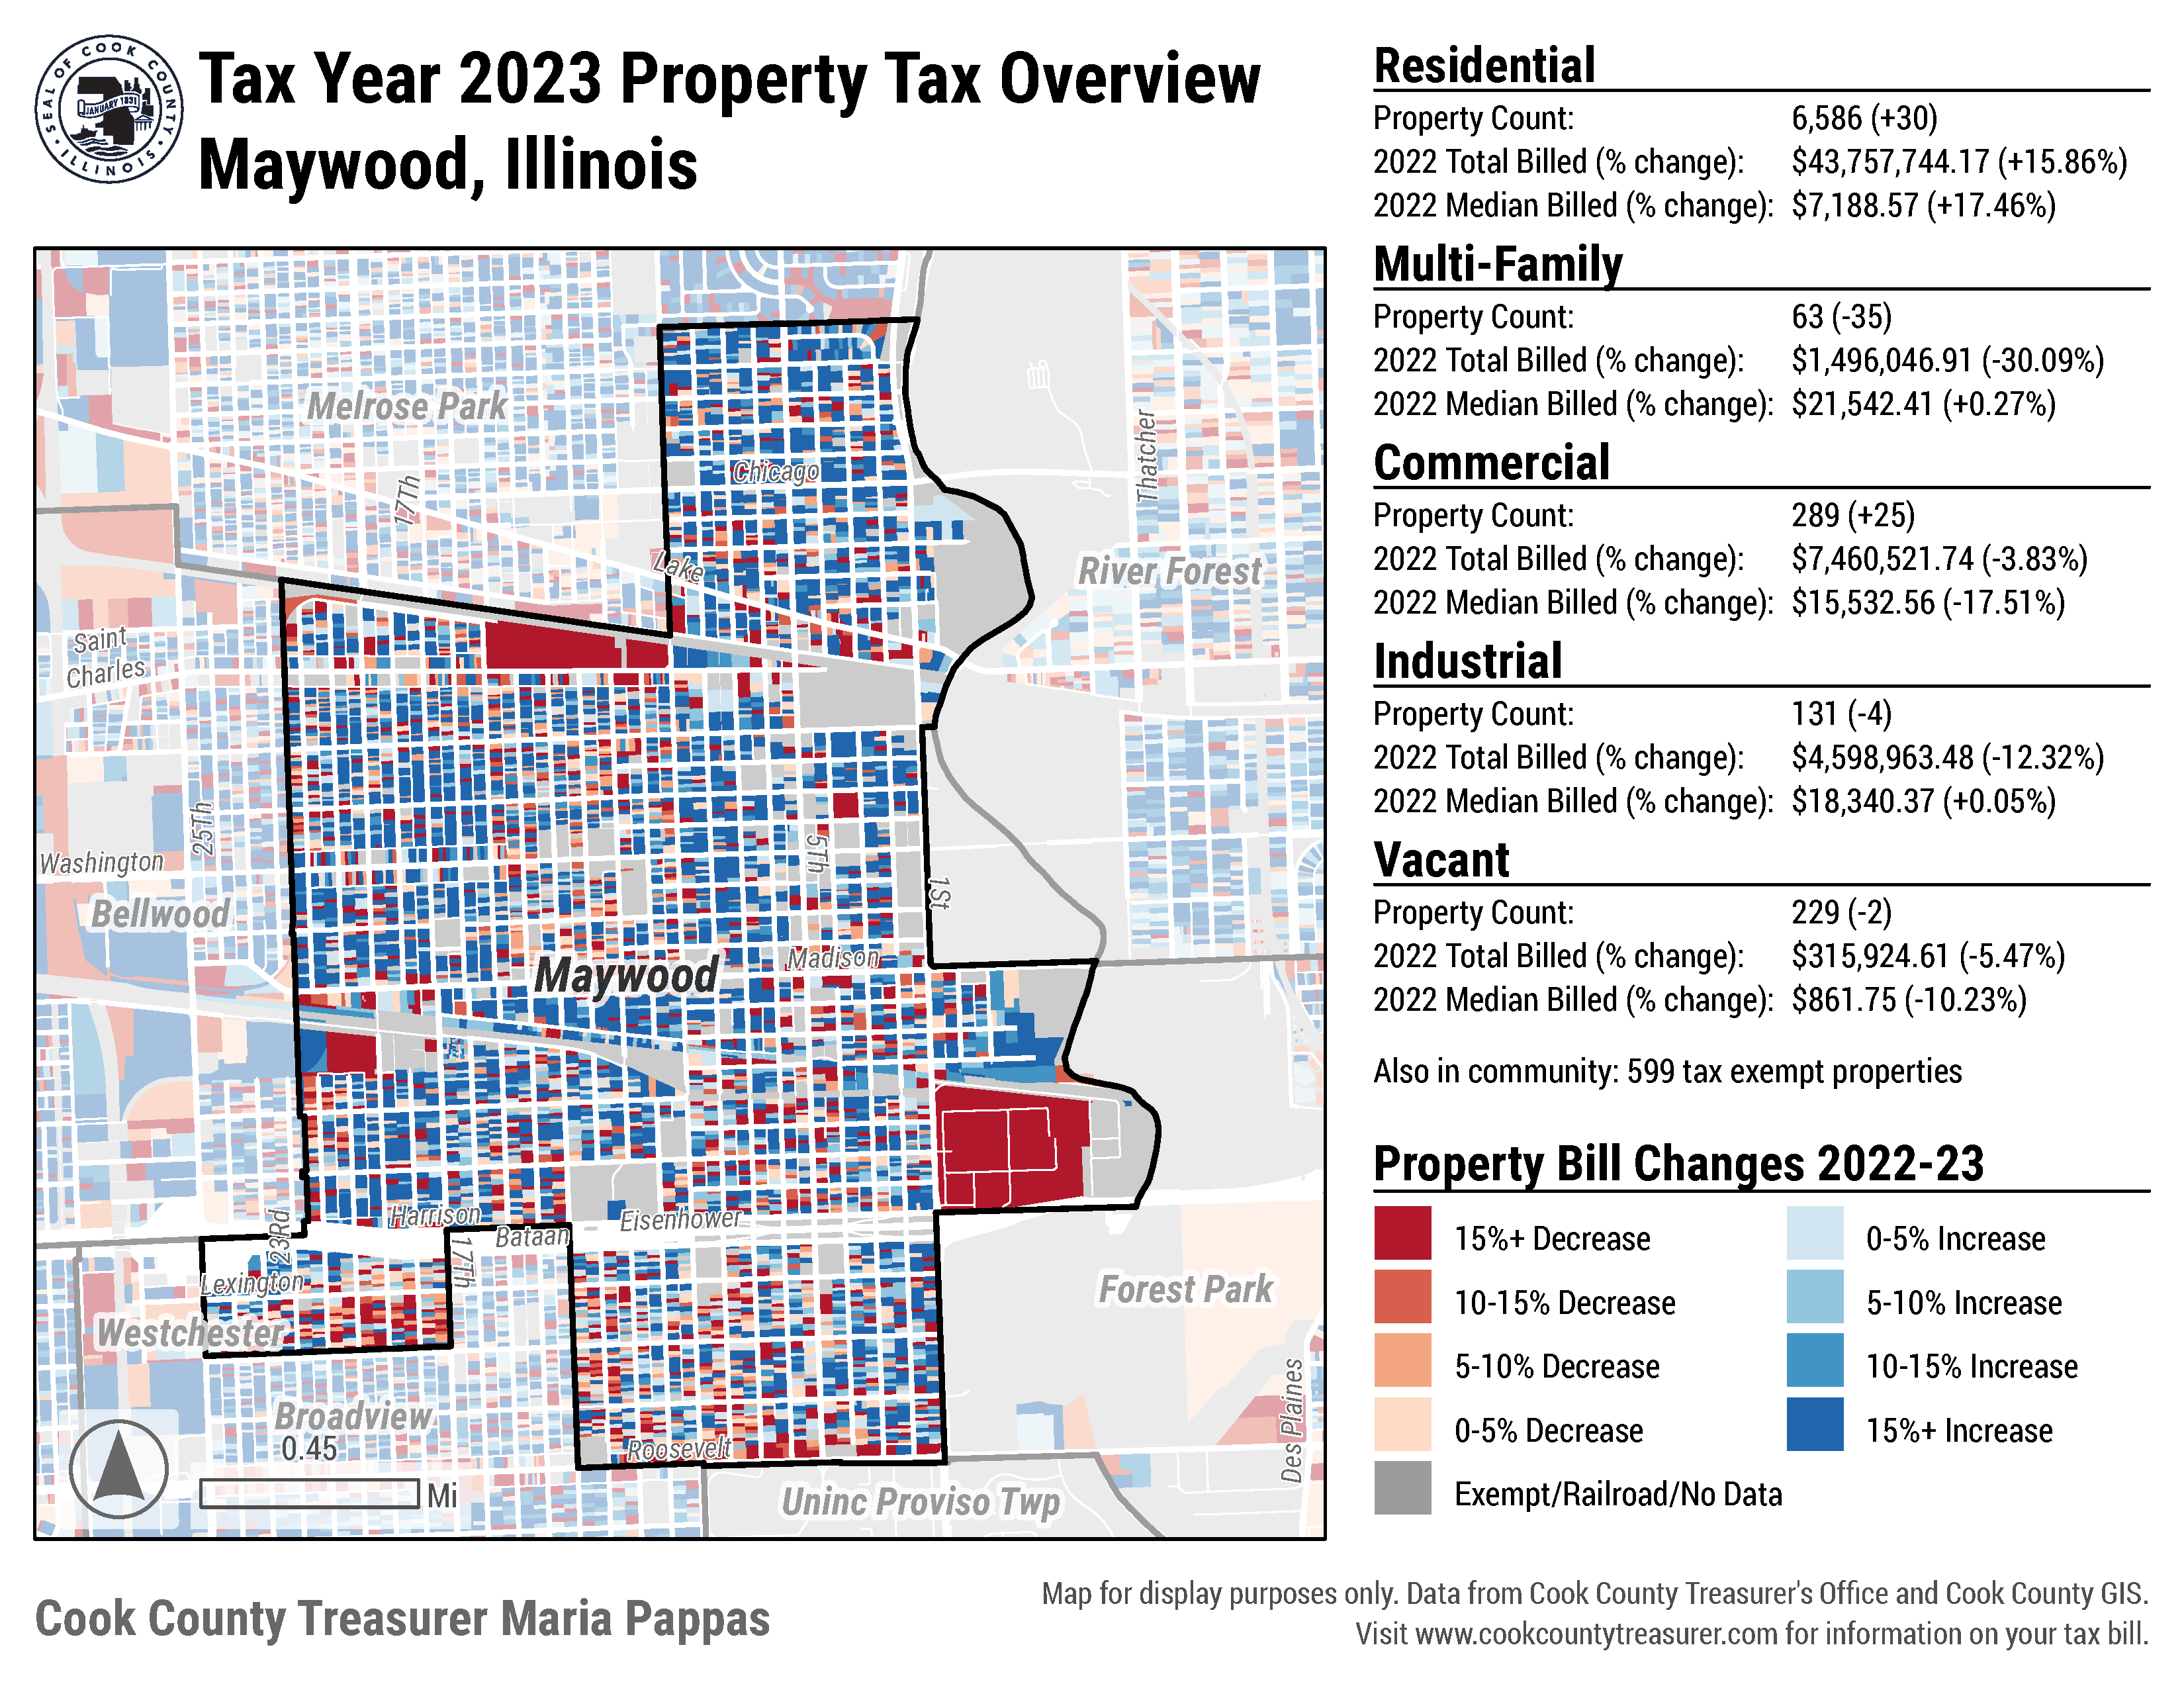 SEAL OF COOK COUNTY
• ILLINOIS •
JANUARY 1831
Tax Year 2023 Property Tax Overview
Maywood, Illinois
Melrose Park
17Th
Chicago
Thatcher
Lake
River Forest
Saint
Charles
25Th
5Th
Washington
1St
Bellwood
Madison
Maywood
Harrison
Eisenhower
23Rd
Bataan
17Th
Lexington
Forest Park
Westchester
Des Plaines
Broadview
0.45
Roosevelt
Mi
Uninc Proviso Twp
Residential
Property Count: 6,586 (+30)
2022 Total Billed (% change): $43,757,744.17 (+15.86%)
2022 Median Billed (% change): $7,188.57 (+17.46%)
Multi-Family
Property Count: 63 (-35)
2022 Total Billed (% change): $1,496,046.91 (-30.09%)
2022 Median Billed (% change): $21,542.41 (+0.27%)
Commercial
Property Count: 289 (+25)
2022 Total Billed (% change): $7,460,521.74 (-3.83%)
2022 Median Billed (% change): $15,532.56 (-17.51%)
Industrial
Property Count: 131 (-4)
2022 Total Billed (% change): $4,598,963.48 (-12.32%)
2022 Median Billed (% change): $18,340.37 (+0.05%)
Vacant
Property Count: 229 (-2)
2022 Total Billed (% change): $315,924.61 (-5.47%)
2022 Median Billed (% change): $861.75 (-10.23%)
Also in community: 599 tax exempt properties
Property Bill Changes 2022-23
15%+ Decrease
10-15% Decrease
5-10% Decrease
0-5% Decrease
Exempt/Railroad/No Data
0-5% Increase
5-10% Increase
10-15% Increase
15%+ Increase
Cook County Treasurer Maria Pappas
Map for display purposes only. Data from Cook County Treasurer's Office and Cook County GIS.
Visit www.cookcountytreasurer.com for information on your tax bill.